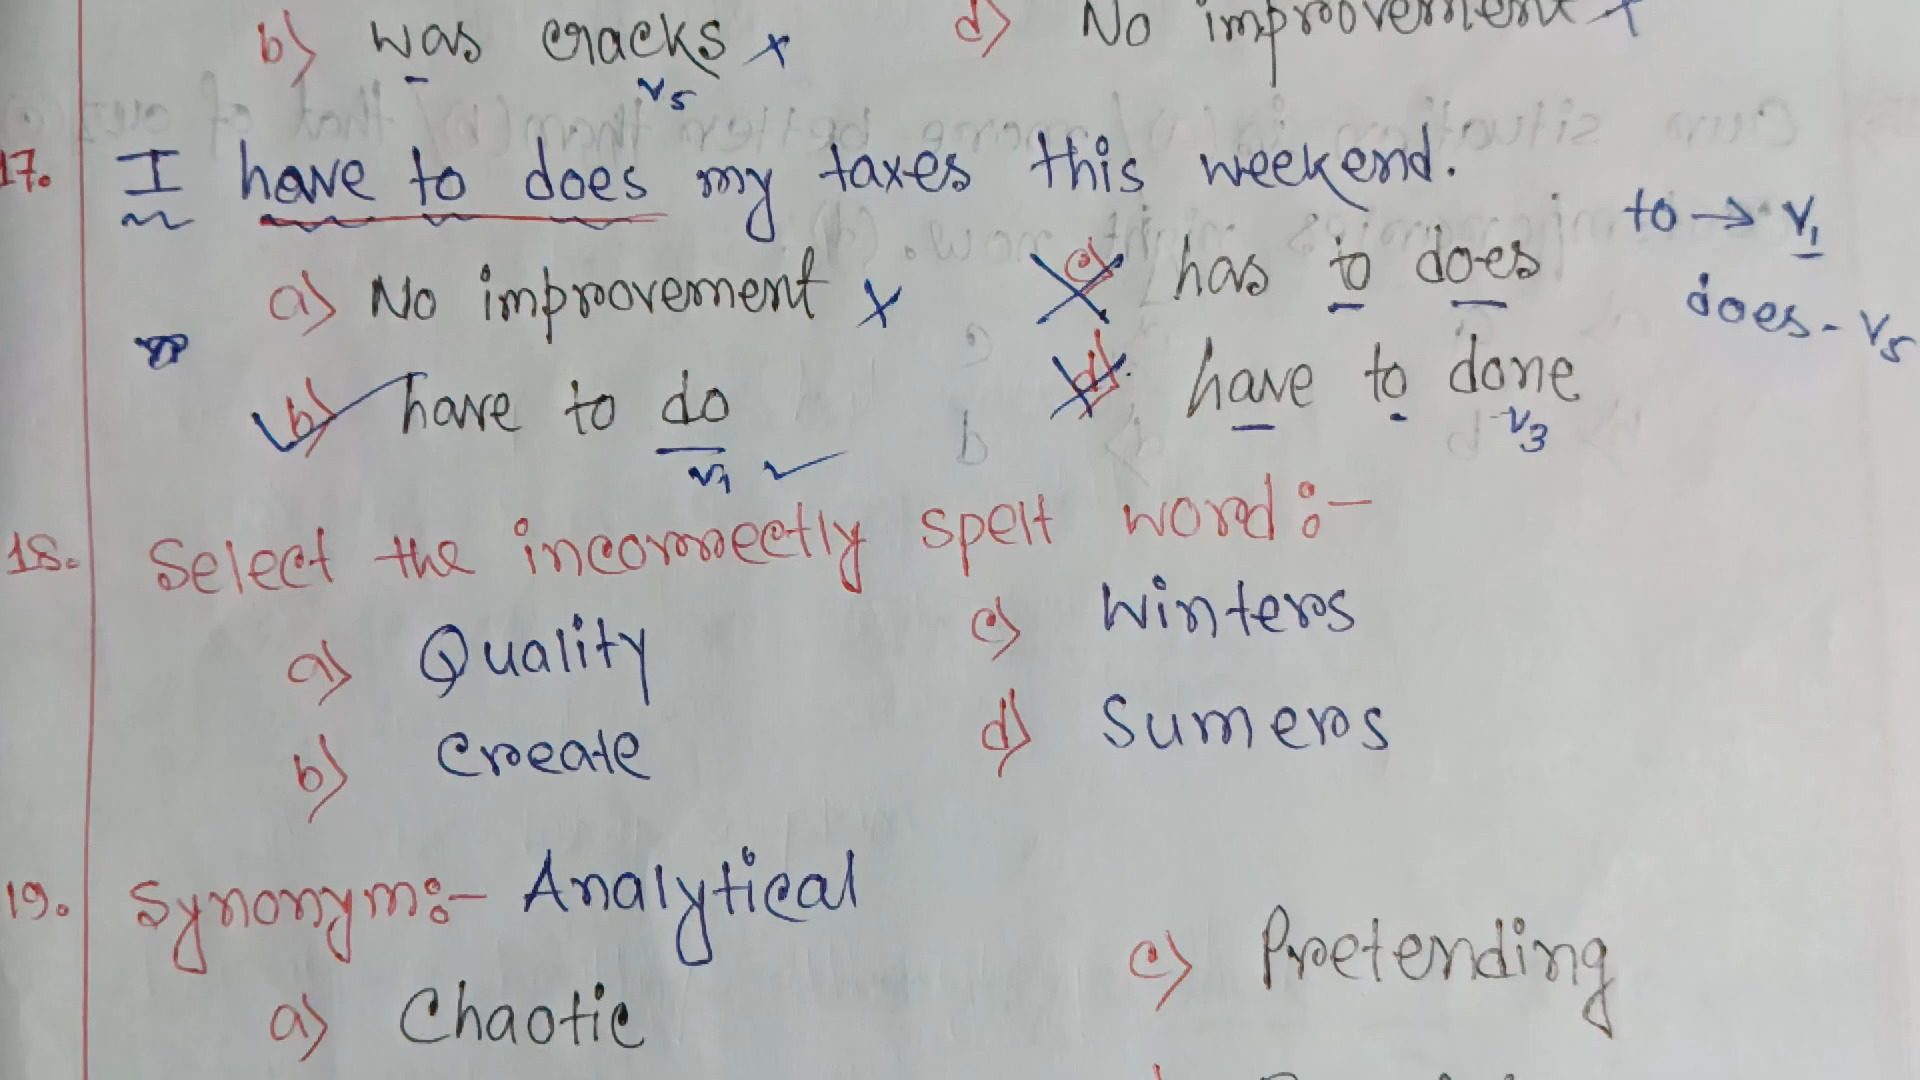 b) was cracks x
d) No improvement x
v5
17. I have to does my taxes this weekend.
to → V1
does - V5
a) No improvement x
c) has to does
b) have to do
v1 ✓
d) have to done
v3
18. Select the incorrectly spelt word :-
a) Quality
c) Winters
b) Create
d) Sumers
19. Synonym :- Analytical
a) Chaotic
c) Pretending